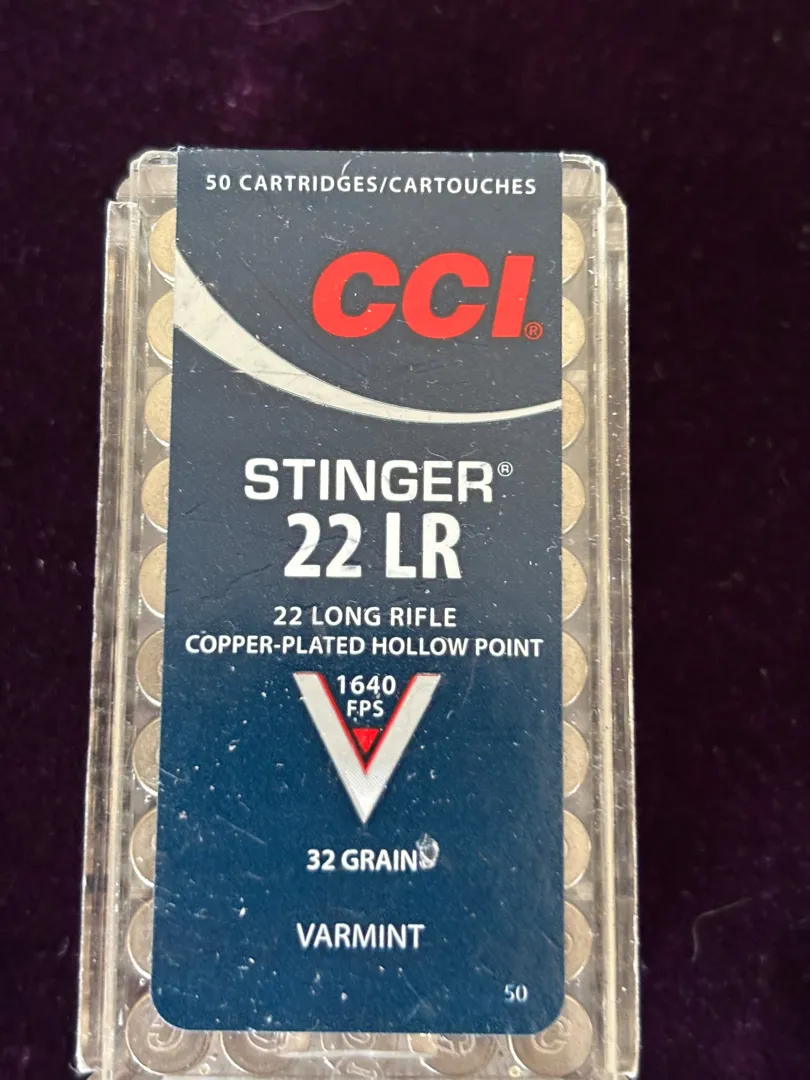 50 CARTRIDGES/CARTOUCHES
CCI®
STINGER®
22 LR
22 LONG RIFLE
COPPER-PLATED HOLLOW POINT
1640
FPS
32 GRAIN
VARMINT
50
C C C